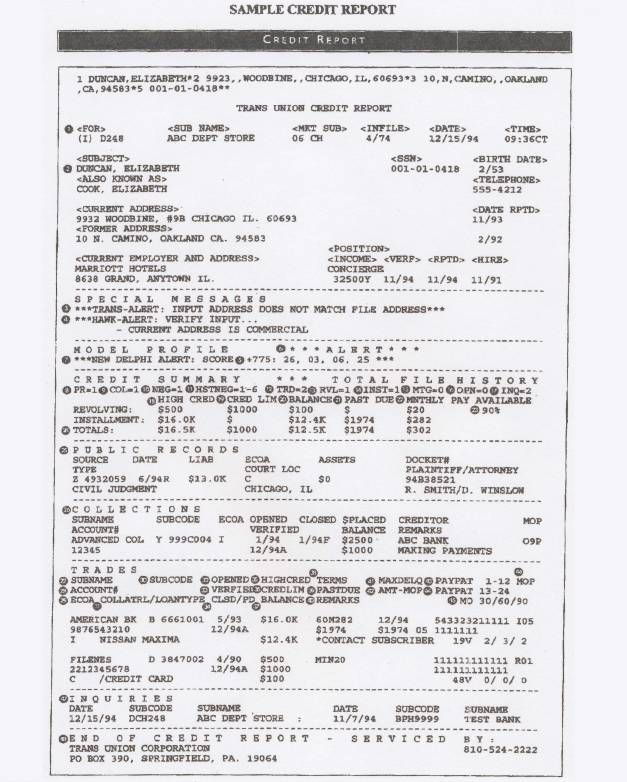 SAMPLE CREDIT REPORT
CREDIT REPORT
1 DUNCAN,ELIZABETH*2 9923,,WOODBINE,,CHICAGO,IL,60693*3 10,N,CAMINO,,OAKLAND
,CA,94583*5 001-01-0418**
TRANS UNION CREDIT REPORT
<FOR> <SUB NAME> <MKT SUB> <INFILE> <DATE> <TIME>
(I) D248 ABC DEPT STORE 06 CH 4/74 12/15/94 09:36CT
<SUBJECT> <SSN> <BIRTH DATE>
DUNCAN, ELIZABETH 001-01-0418 2/53
<ALSO KNOWN AS> <TELEPHONE>
COOK, ELIZABETH 555-4212
<CURRENT ADDRESS> <DATE RPTD>
9932 WOODBINE, #9B CHICAGO IL. 60693 11/93
<FORMER ADDRESS>
10 N. CAMINO, OAKLAND CA. 94583 2/92
<POSITION>
<CURRENT EMPLOYER AND ADDRESS> <INCOME> <VERF> <RPTD> <HIRE>
MARRIOTT HOTELS CONCIERGE
8638 GRAND, ANYTOWN IL. 32500Y 11/94 11/94 11/91
SPECIAL MESSAGES
***TRANS-ALERT: INPUT ADDRESS DOES NOT MATCH FILE ADDRESS***
***HAWK-ALERT: VERIFY INPUT...
- CURRENT ADDRESS IS COMMERCIAL
MODEL PROFILE ***ALERT***
***NEW DELPHI ALERT: SCORE +775: 26, 03, 06, 25 ***
CREDIT SUMMARY *** TOTAL FILE HISTORY
PR=1 COL=1 NEG=1 HSTNEG=1-6 TRD=2 RVL=1 INST=1 MTG=0 OPN=0 INQ=2
HIGH CRED CRED LIM BALANCE PAST DUE MNTHLY PAY AVAILABLE
REVOLVING: $500 $1000 $100 $ $20 90%
INSTALLMENT: $16.0K $ $12.4K $1974 $282
TOTALS: $16.5K $1000 $12.5K $1974 $302
PUBLIC RECORDS
SOURCE DATE LIAB ECOA ASSETS DOCKET#
TYPE COURT LOC PLAINTIFF/ATTORNEY
Z 4932059 6/94R $13.0K C $0 94B38521
CIVIL JUDGMENT CHICAGO, IL R. SMITH/D. WINSLOW
COLLECTIONS
SUBNAME SUBCODE ECOA OPENED CLOSED $PLACED CREDITOR MOP
ACCOUNT# VERIFIED BALANCE REMARKS
ADVANCED COL Y 999C004 I 1/94 1/94F $2500 ABC BANK O9P
12345 12/94A $1000 MAKING PAYMENTS
TRADES
SUBNAME SUBCODE OPENED HIGHCRED TERMS MAXDELQ PAYPAT 1-12 MOP
ACCOUNT# VERFIED CREDLIM PASTDUE AMT-MOP PAYPAT 13-24
ECOA COLLATRL/LOANTYPE CLSD/PD BALANCE REMARKS MO 30/60/90
AMERICAN BK B 6661001 5/93 $16.0K 60M282 12/94 543323211111 I05
9876543210 12/94A $1974 $1974 05 1111111
I NISSAN MAXIMA $12.4K *CONTACT SUBSCRIBER 19V 2/ 3/ 2
FILENES D 3847002 4/90 $500 MIN20 111111111111 R01
2212345678 12/94A $1000 111111111111
C /CREDIT CARD $100 48V 0/ 0/ 0
INQUIRIES
DATE SUBCODE SUBNAME DATE SUBCODE SUBNAME
12/15/94 DCH248 ABC DEPT STORE : 11/7/94 BPH9999 TEST BANK
END OF CREDIT REPORT - SERVICED BY:
TRANS UNION CORPORATION 810-524-2222
PO BOX 390, SPRINGFIELD, PA. 19064